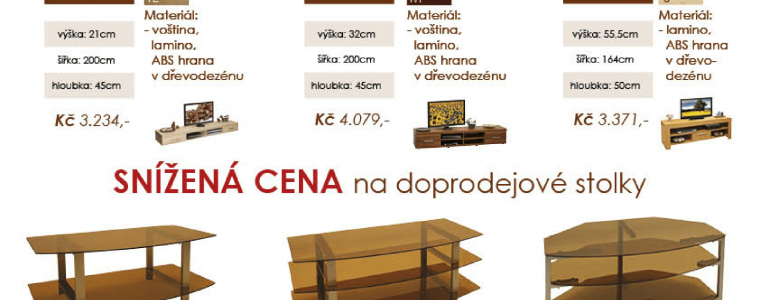 Materiál:
- voština,
lamino,
ABS hrana
v dřevodezénu
výška: 21cm
šířka: 200cm
hloubka: 45cm
Kč 3.234,-
Materiál:
- voština,
lamino,
ABS hrana
v dřevodezénu
výška: 32cm
šířka: 200cm
hloubka: 45cm
Kč 4.079,-
Materiál:
- lamino,
ABS hrana
v dřevo-
dezénu
výška: 55,5cm
šířka: 164cm
hloubka: 50cm
Kč 3.371,-
SNÍŽENÁ CENA na doprodejové stolky